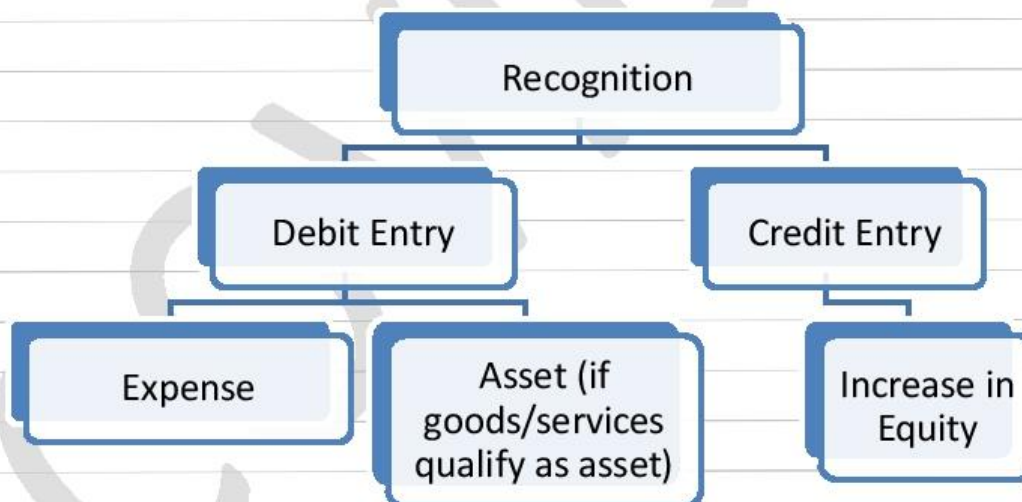 Recognition
Debit Entry
Credit Entry
Expense
Asset (if
goods/services
qualify as asset)
Increase in
Equity